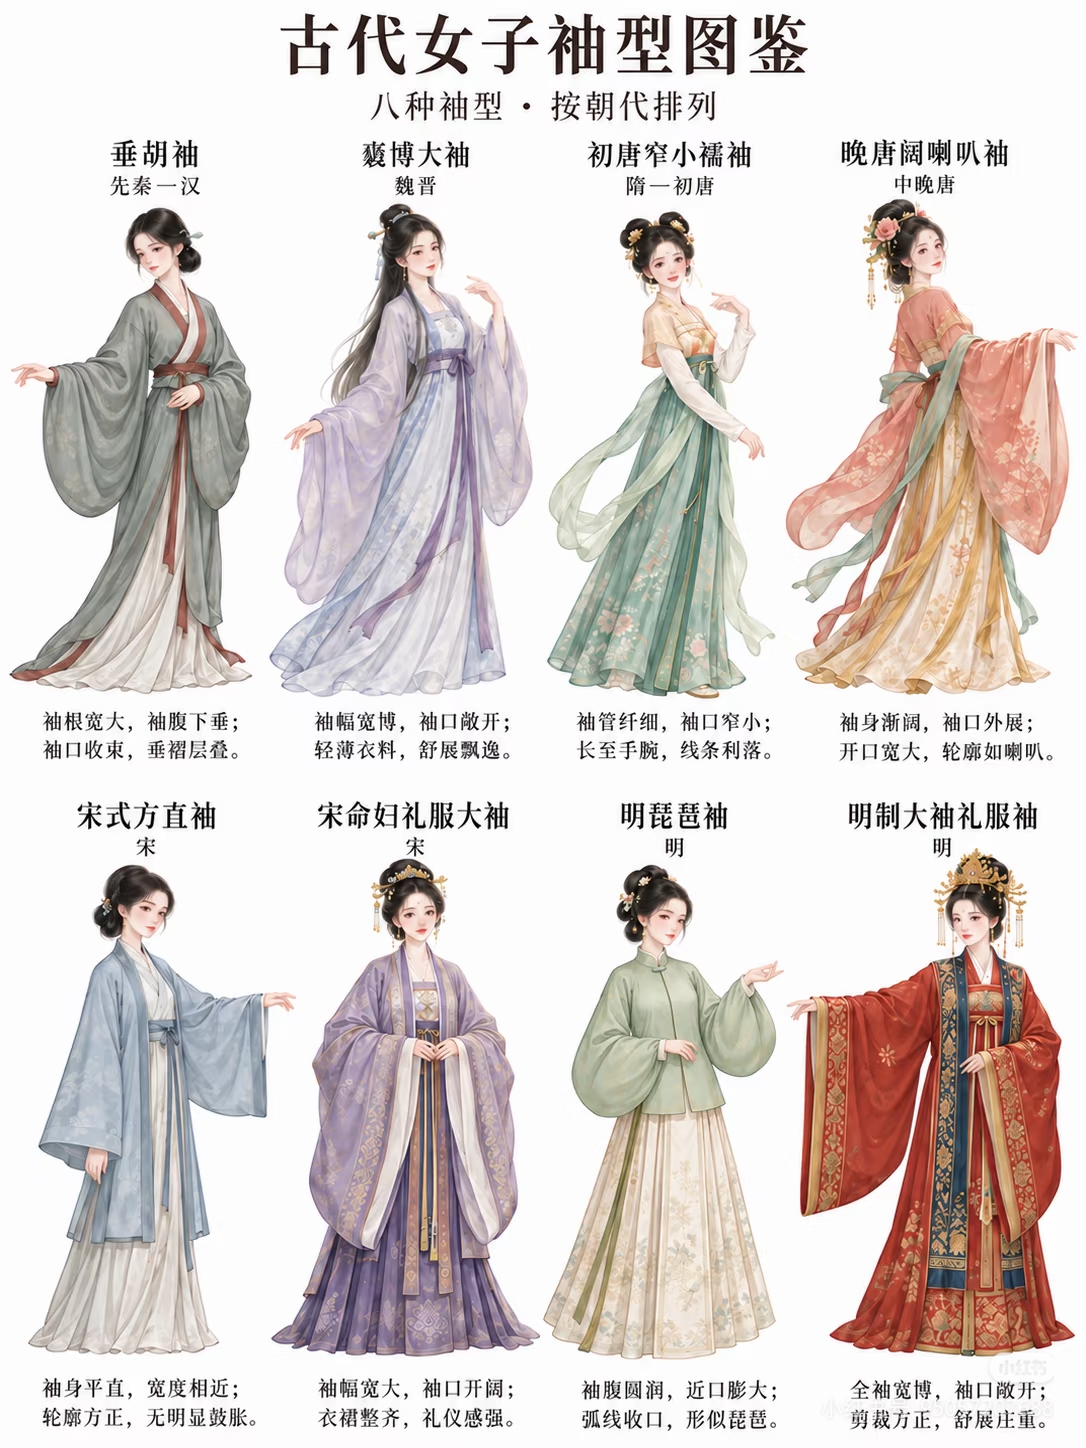 古代女子袖型图鉴
八种袖型·按朝代排列
垂胡袖
先秦—汉
袖根宽大，袖腹下垂；
袖口收束，垂褶层叠。
褒博大袖
魏晋
袖幅宽博，袖口敞开；
轻薄衣料，舒展飘逸。
初唐窄小襦袖
隋—初唐
袖管纤细，袖口窄小；
长至手腕，线条利落。
晚唐阔喇叭袖
中晚唐
袖身渐阔，袖口外展；
开口宽大，轮廓如喇叭。
宋式方直袖
宋
袖身平直，宽度相近；
轮廓方正，无明显鼓胀。
宋命妇礼服大袖
宋
袖幅宽大，袖口开阔；
衣裙整齐，礼仪感强。
明琵琶袖
明
袖腹圆润，近口膨大；
弧线收口，形似琵琶。
明制大袖礼服袖
明
全袖宽博，袖口敞开；
剪裁方正，舒展庄重。
小红书